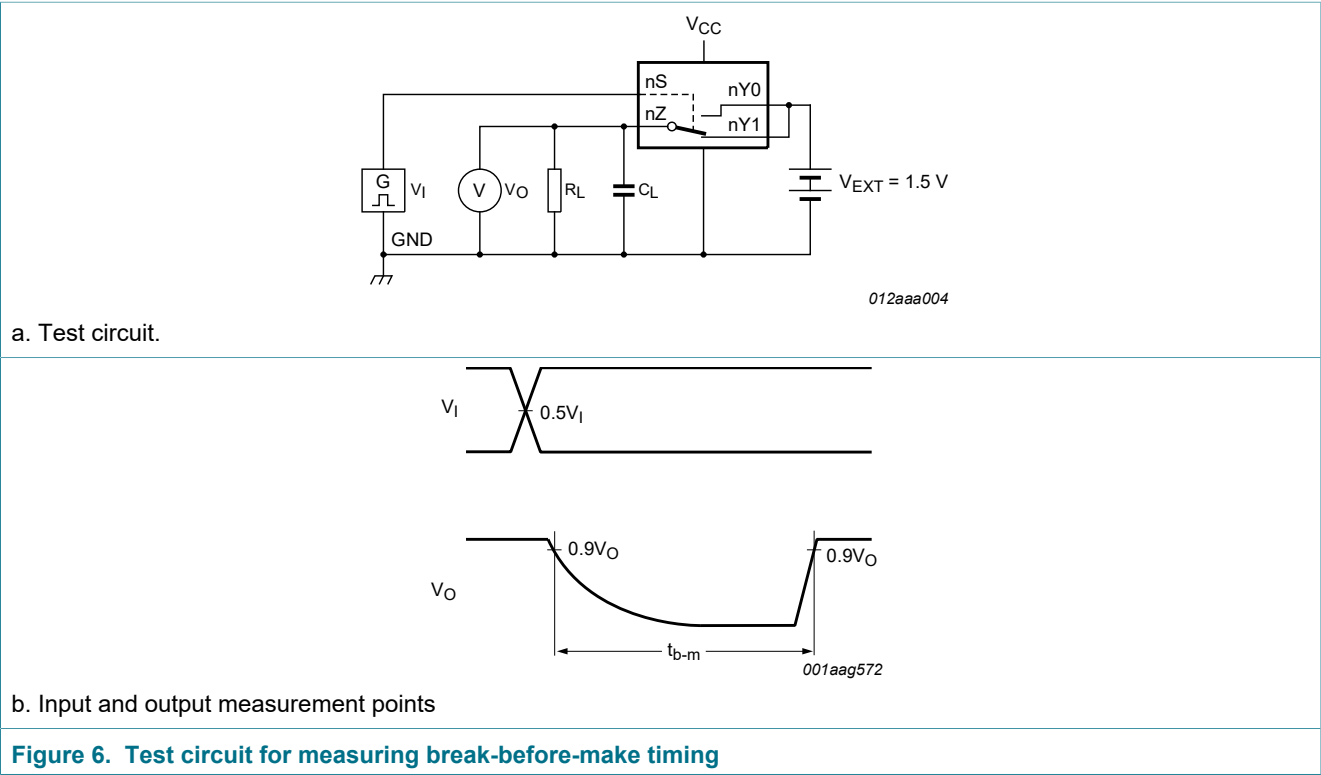 VCC
nS
nY0
nZ
nY1
G
VI
V
VO
RL
CL
VEXT = 1.5 V
GND
012aaa004
a. Test circuit.
VI
0.5VI
0.9VO
0.9VO
VO
tb-m
001aag572
b. Input and output measurement points
Figure 6. Test circuit for measuring break-before-make timing